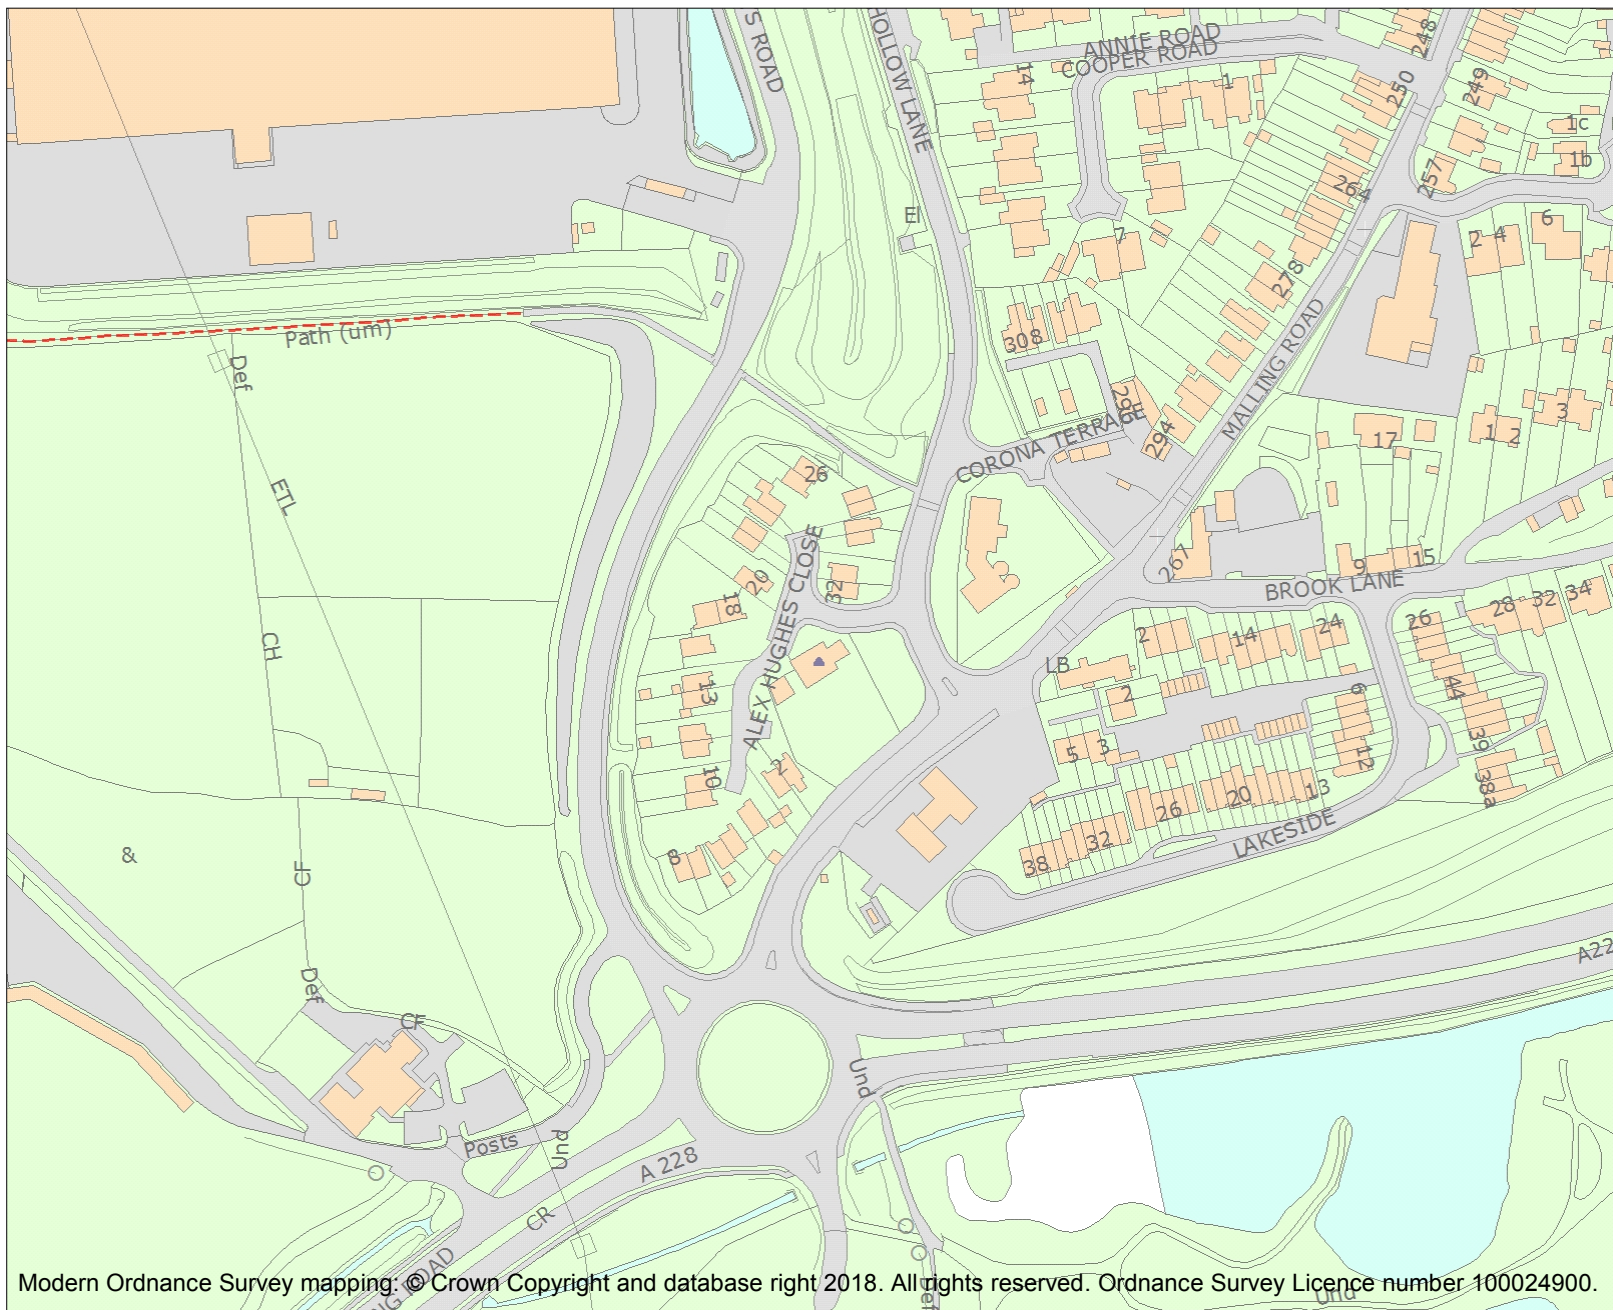 S ROAD
HOLLOW LANE
ANNIE ROAD
COOPER ROAD
248
14
1
250
249
1c
1b
257
264
El
7
6
2 4
278
308
Path (um)
Def
MALLING ROAD
296
CORONA TERRACE
294
3
17
1 2
26
ETL
ALEX HUGHES CLOSE
267
9
15
BROOK LANE
20
32
18
28 32 34
26
24
14
2
CH
LB
13
2
6
44
5 3
39
12
10
2
38a
26
20
13
LAKESIDE
32
38
8
&
CF
A22
Def
CF
Und
Posts
Und
A 228
CR
NG ROAD
Def
Und
Modern Ordnance Survey mapping: © Crown Copyright and database right 2018. All rights reserved. Ordnance Survey Licence number 100024900.